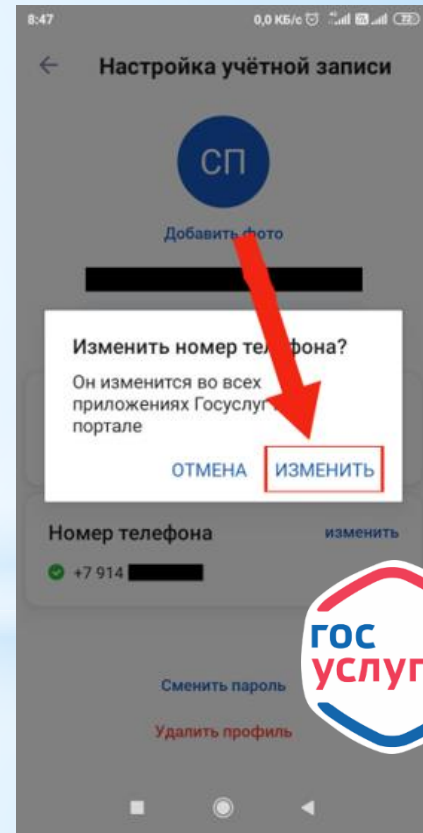 8:47
0,0 КБ/с
22
Настройка учётной записи
СП
Добавить фото
Изменить номер телефона?
Он изменится во всех
приложениях Госуслуг
портале
ОТМЕНА ИЗМЕНИТЬ
Номер телефона изменить
+7 914
гос
услуг
Сменить пароль
Удалить профиль